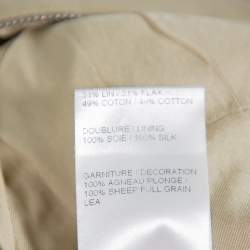 51% LIN / 51% FLAX
49% COTON / 49% COTTON
DOUBLURE / LINING
100% SOIE / 100% SILK
GARNITURE / DECORATION
100% AGNEAU PLONGE /
100% SHEEP FULL GRAIN
LEA